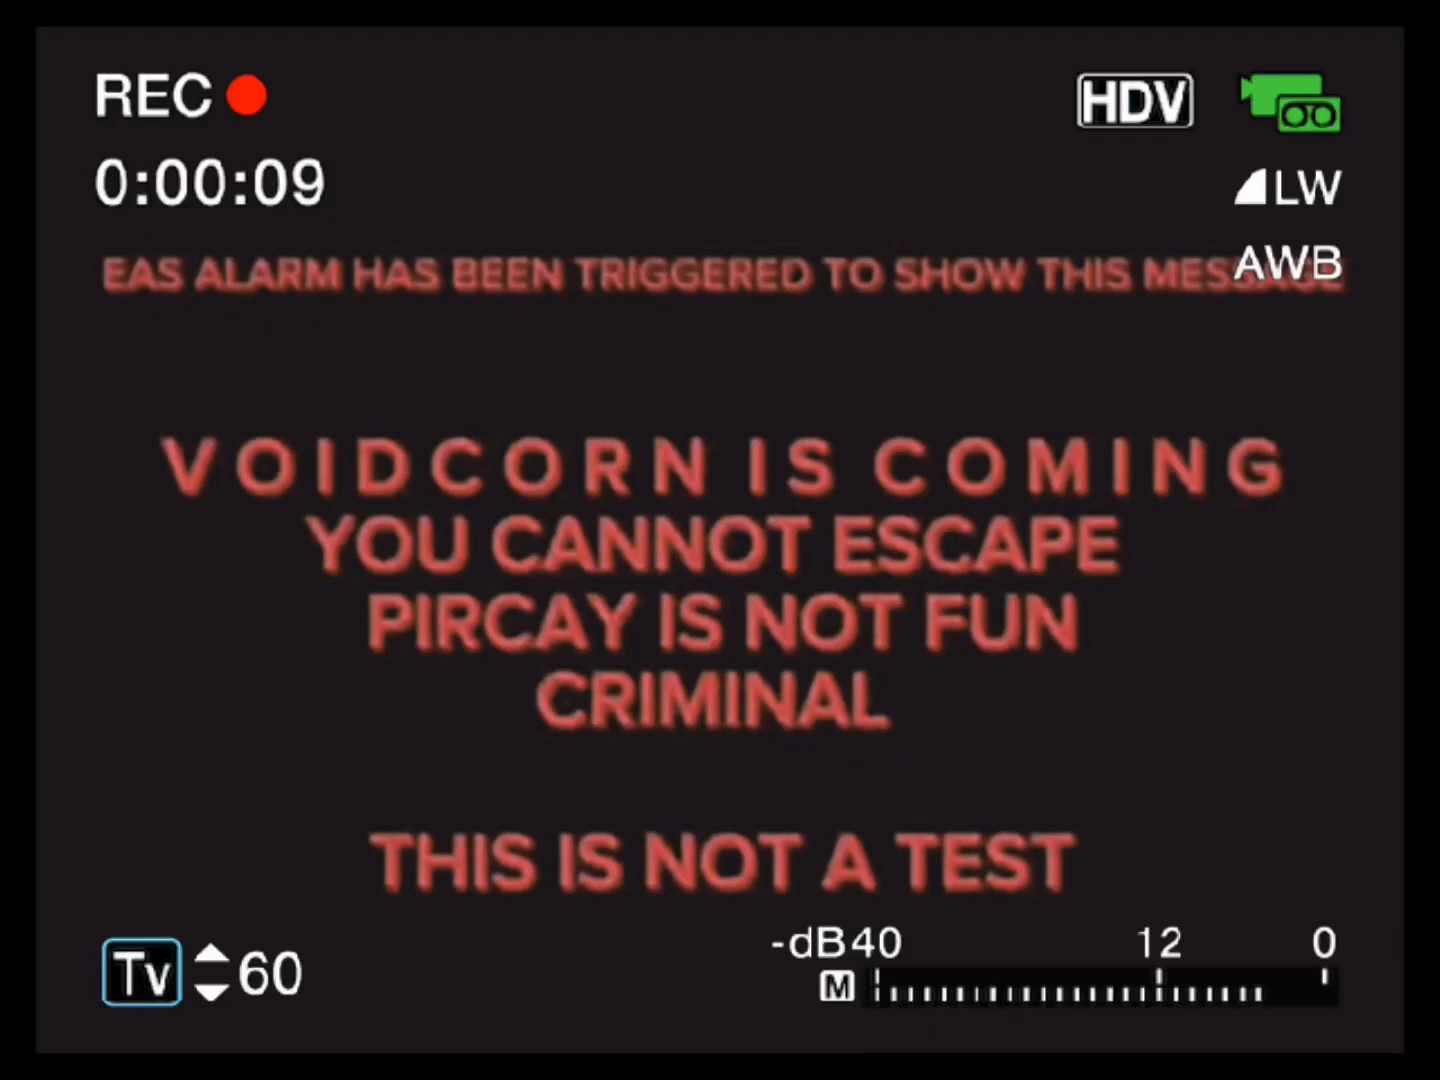 REC
HDV
0:00:09
LW
AWB
EAS ALARM HAS BEEN TRIGGERED TO SHOW THIS MESSAGE
VOIDCORN IS COMING
YOU CANNOT ESCAPE
PIRCAY IS NOT FUN
CRIMINAL
THIS IS NOT A TEST
Tv 60
-dB40 12 0
M